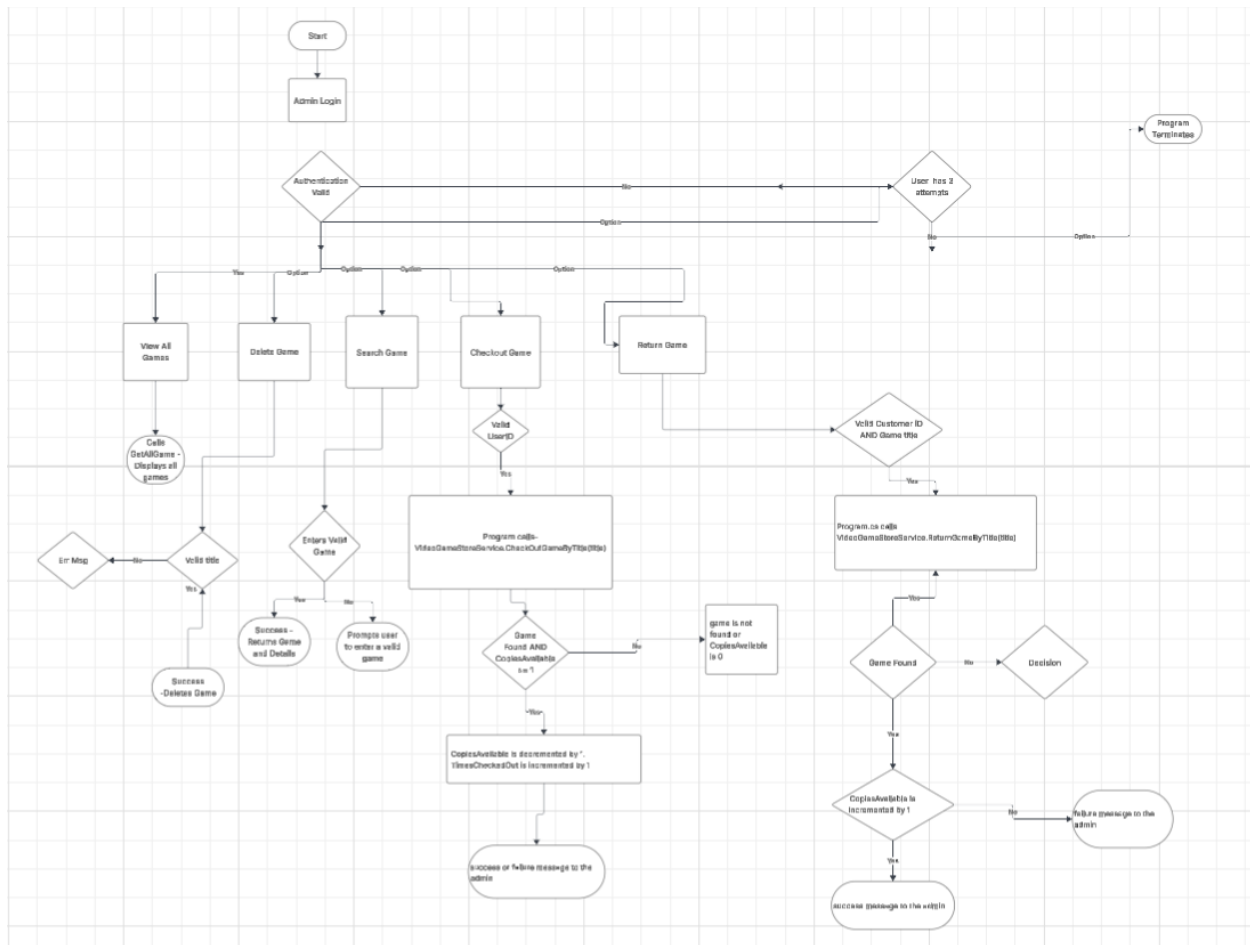 Start
Admin Login
Program
Terminates
Authentication
Valid
No
User has
attempts
Option
No
Option
Yes
Option
Option
Option
Option
View All
Games
Delete Game
Search Game
Checkout Game
Return Game
Valid
UserID
Valid Customer ID
AND Game title
Calls
GetAllGame -
Displays all
games
Yes
Yes
Program calls-
VideoGameStoreService.CheckOutGameByTitle(title)
Program.cs calls
VideoGameStoreService.ReturnGameByTitle(title)
Enters Valid
Game
Err Msg
No
Valid title
Yes
Yes
No
Yes
Success -
Returns Game
and Details
Prompts user
to enter a valid
game
Game
Found AND
CopiesAvailable
No
game is not
found or
CopiesAvailable
is 0
Game Found
No
Decision
Success
-Deletes Game
Yes
Yes
CopiesAvailable is decremented by
TimesCheckedOut is incremented by 1
CopiesAvailable is
incremented by 1
No
failure message to the
admin
Yes
success or failure message to the
admin
success message to the admin